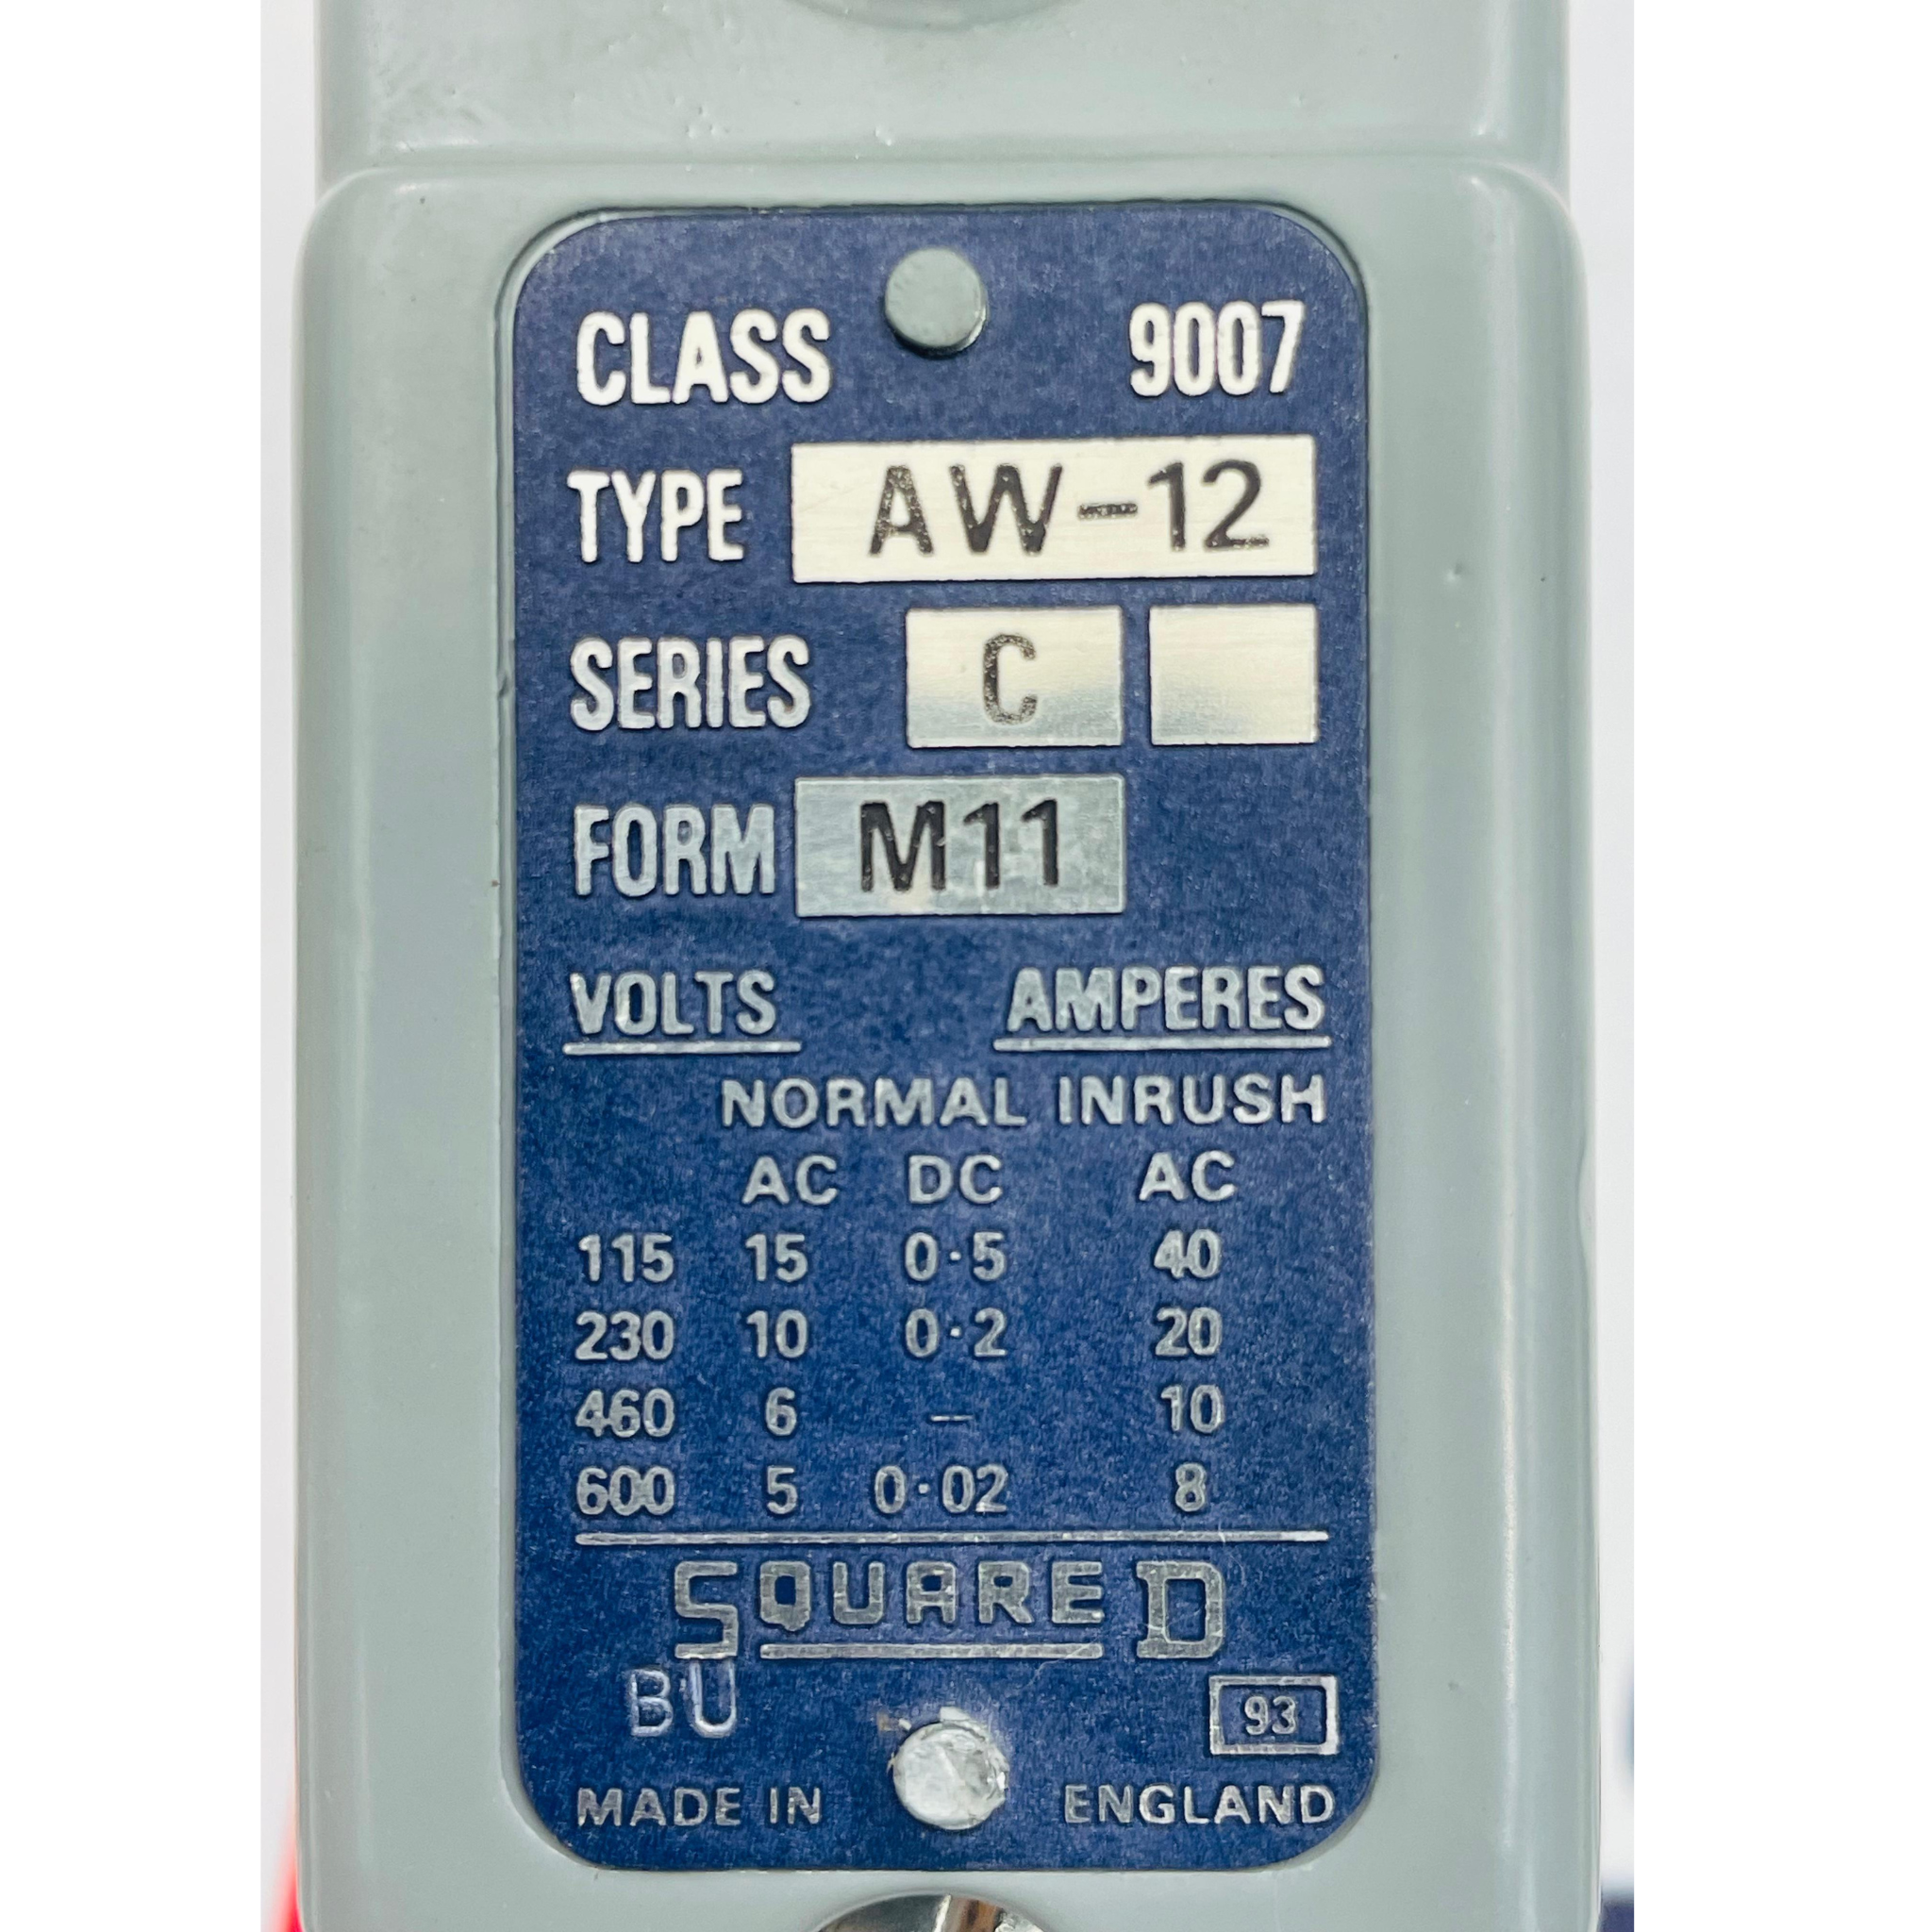 CLASS 9007
TYPE AW-12
SERIES C
FORM M11
VOLTS AMPERES
NORMAL INRUSH
AC DC AC
115 15 0·5 40
230 10 0·2 20
460 6 – 10
600 5 0·02 8
SQUARE D
BU 93
MADE IN ENGLAND